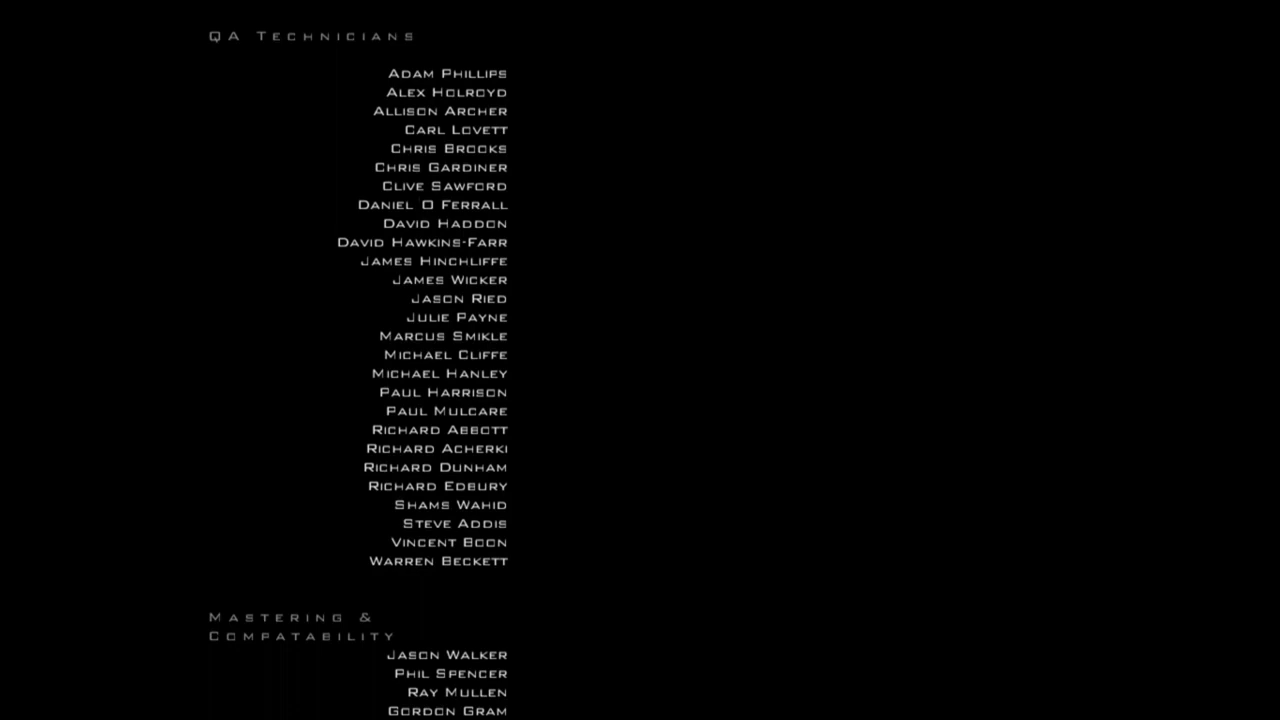 QA Technicians
Adam Phillips
Alex Holroyd
Allison Archer
Carl Lovett
Chris Brooks
Chris Gardiner
Clive Sawford
Daniel O Ferrall
David Haddon
David Hawkins-Farr
James Hinchliffe
James Wicker
Jason Ried
Julie Payne
Marcus Smikle
Michael Cliffe
Michael Hanley
Paul Harrison
Paul Mulcare
Richard Abbott
Richard Acherki
Richard Dunham
Richard Edbury
Shams Wahid
Steve Addis
Vincent Boon
Warren Beckett
Mastering &
Compatability
Jason Walker
Phil Spencer
Ray Mullen
Gordon Gram